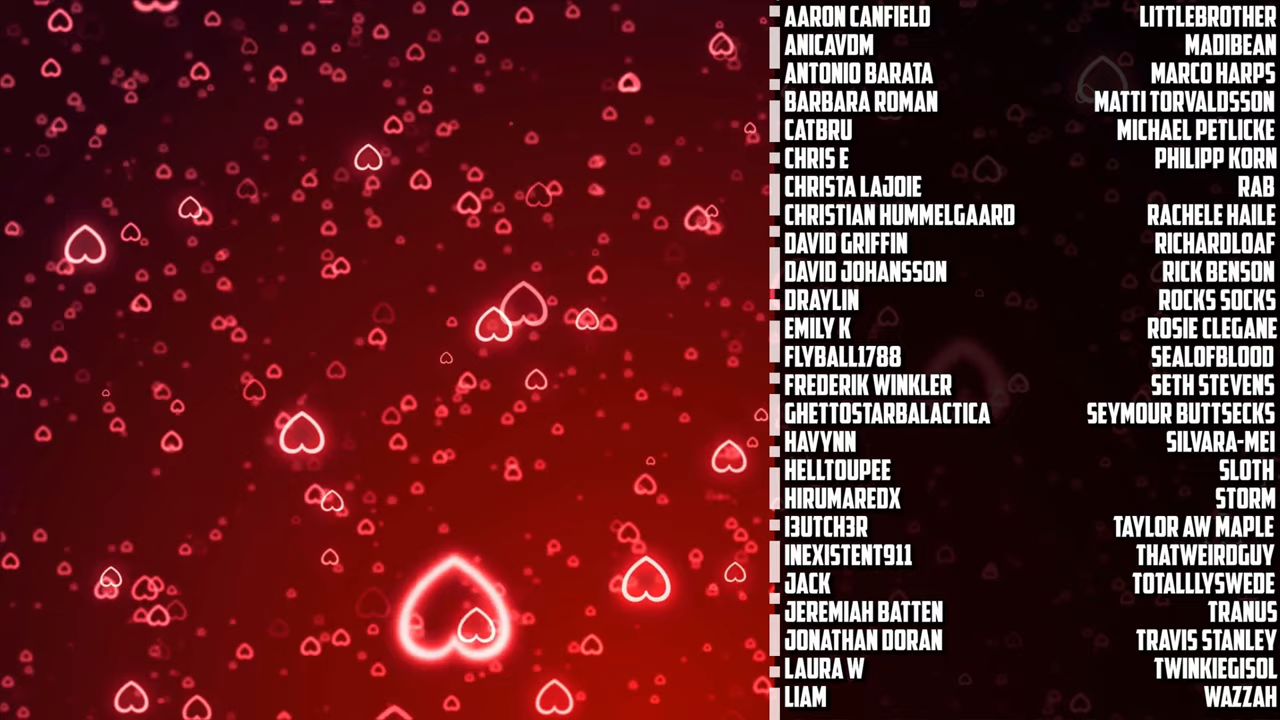 AARON CANFIELD
ANICAVDM
ANTONIO BARATA
BARBARA ROMAN
CATBRU
CHRIS E
CHRISTA LAJOIE
CHRISTIAN HUMMELGAARD
DAVID GRIFFIN
DAVID JOHANSSON
DRAYLIN
EMILY K
FLYBALL1788
FREDERIK WINKLER
GHETTOSTARBALACTICA
HAVYNN
HELLTOUPEE
HIRUMAREDX
I3UTCH3R
INEXISTENT911
JACK
JEREMIAH BATTEN
JONATHAN DORAN
LAURA W
LIAM
LITTLEBROTHER
MADIBEAN
MARCO HARPS
MATTI TORVALDSSON
MICHAEL PETLICKE
PHILIPP KORN
RAB
RACHELE HAILE
RICHARDLOAF
RICK BENSON
ROCKS SOCKS
ROSIE CLEGANE
SEALOFBLOOD
SETH STEVENS
SEYMOUR BUTTSECKS
SILVARA-MEI
SLOTH
STORM
TAYLOR AW MAPLE
THATWEIRDGUY
TOTALLLYSWEDE
TRANUS
TRAVIS STANLEY
TWINKIEGISOL
WAZZAH